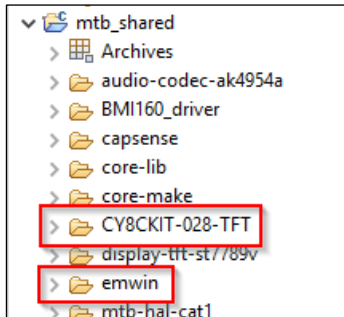 mtb_shared
Archives
audio-codec-ak4954a
BMI160_driver
capsense
core-lib
core-make
CY8CKIT-028-TFT
display-tft-st7789v
emwin
mtb-hal-cat1